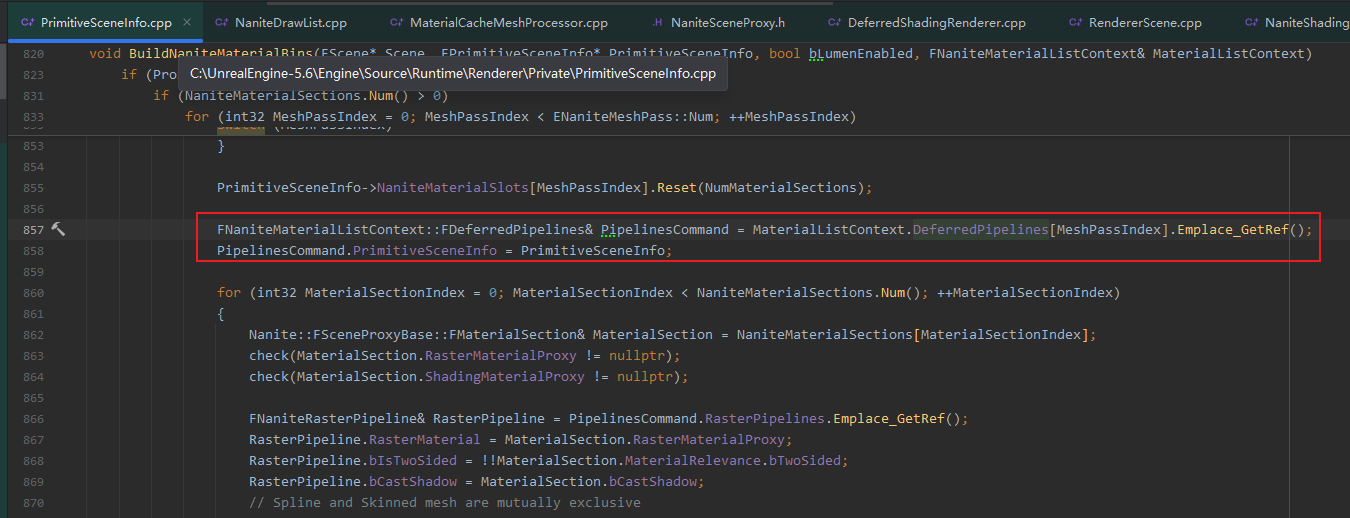 PrimitiveSceneInfo.cpp × NaniteDrawList.cpp MaterialCacheMeshProcessor.cpp .H NaniteSceneProxy.h DeferredShadingRenderer.cpp RendererScene.cpp NaniteShading
820 void BuildNaniteMaterialBins(FScene* Scene, FPrimitiveSceneInfo* PrimitiveSceneInfo, bool bLumenEnabled, FNaniteMaterialListContext& MaterialListContext)
823 if (Pro
C:\UnrealEngine-5.6\Engine\Source\Runtime\Renderer\Private\PrimitiveSceneInfo.cpp
831 if (NaniteMaterialSections.Num() > 0)
833 for (int32 MeshPassIndex = 0; MeshPassIndex < ENaniteMeshPass::Num; ++MeshPassIndex)
switch (MeshPassIndex)
853 }
854
855 PrimitiveSceneInfo->NaniteMaterialSlots[MeshPassIndex].Reset(NumMaterialSections);
856
857 FNaniteMaterialListContext::FDeferredPipelines& PipelinesCommand = MaterialListContext.DeferredPipelines[MeshPassIndex].Emplace_GetRef();
858 PipelinesCommand.PrimitiveSceneInfo = PrimitiveSceneInfo;
859
860 for (int32 MaterialSectionIndex = 0; MaterialSectionIndex < NaniteMaterialSections.Num(); ++MaterialSectionIndex)
861 {
862 Nanite::FSceneProxyBase::FMaterialSection& MaterialSection = NaniteMaterialSections[MaterialSectionIndex];
863 check(MaterialSection.RasterMaterialProxy != nullptr);
864 check(MaterialSection.ShadingMaterialProxy != nullptr);
865
866 FNaniteRasterPipeline& RasterPipeline = PipelinesCommand.RasterPipelines.Emplace_GetRef();
867 RasterPipeline.RasterMaterial = MaterialSection.RasterMaterialProxy;
868 RasterPipeline.bIsTwoSided = !!MaterialSection.MaterialRelevance.bTwoSided;
869 RasterPipeline.bCastShadow = MaterialSection.bCastShadow;
870 // Spline and Skinned mesh are mutually exclusive